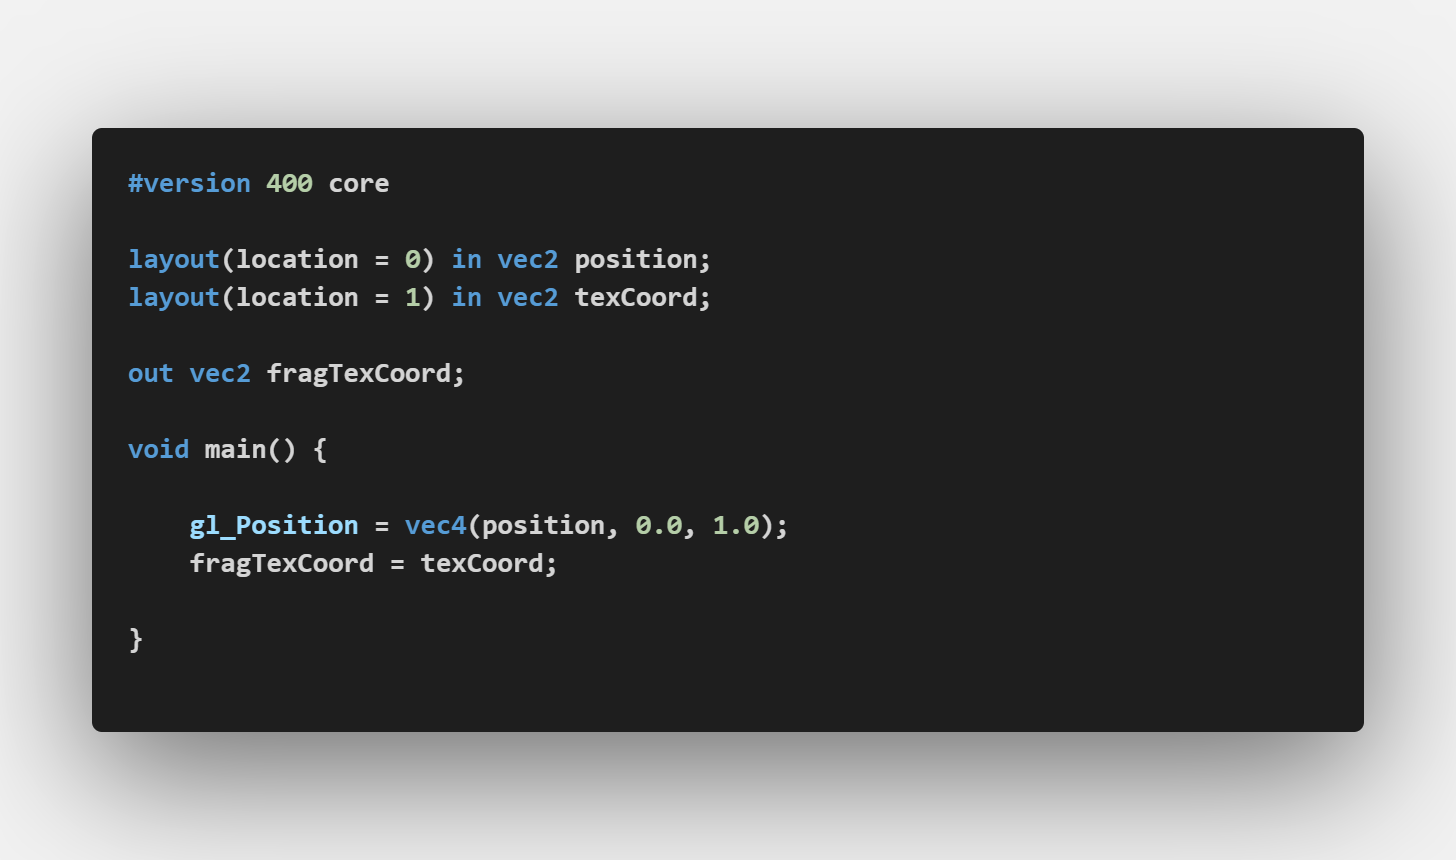 #version 400 core
layout(location = 0) in vec2 position;
layout(location = 1) in vec2 texCoord;
out vec2 fragTexCoord;
void main() {
    gl_Position = vec4(position, 0.0, 1.0);
    fragTexCoord = texCoord;
}